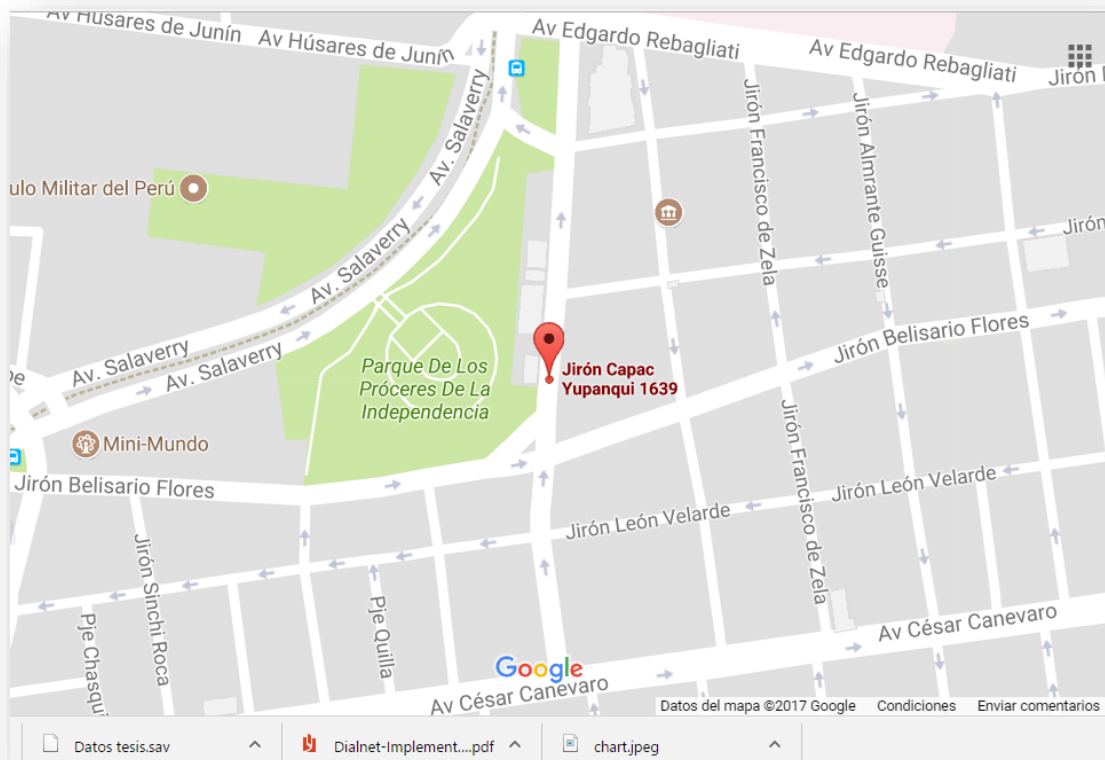 Av Húsares de Junín
Av Húsares de Junín
Av Edgardo Rebagliati
Av Edgardo Rebagliati
Jirón
Av. Salaverry
Jirón Francisco de Zela
Jirón Almrante Guisse
ulo Militar del Perú
Jirón
Av. Salaverry
Jirón Belisario Flores
Av. Salaverry
Av. Salaverry
Parque De Los
Próceres De La
Independencia
Jirón Capac
Yupanqui 1639
De
Mini-Mundo
Jirón Belisario Flores
Jirón León Velarde
Jirón León Velarde
Jirón Francisco de Zela
Jirón Sinchi Roca
Pje Quilla
Pje Chasqui
Av César Canevaro
Google
Av César Canevaro
Datos del mapa ©2017 Google Condiciones Enviar comentarios
Datos tesis.sav
Dialnet-Implement....pdf
chart.jpeg